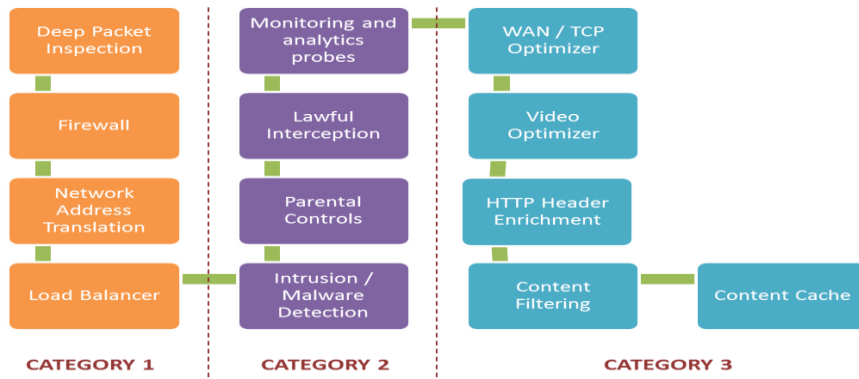 Deep Packet
Inspection
Firewall
Network
Address
Translation
Load Balancer
CATEGORY 1
Monitoring and
analytics
probes
Lawful
Interception
Parental
Controls
Intrusion /
Malware
Detection
CATEGORY 2
WAN / TCP
Optimizer
Video
Optimizer
HTTP Header
Enrichment
Content
Filtering
Content Cache
CATEGORY 3